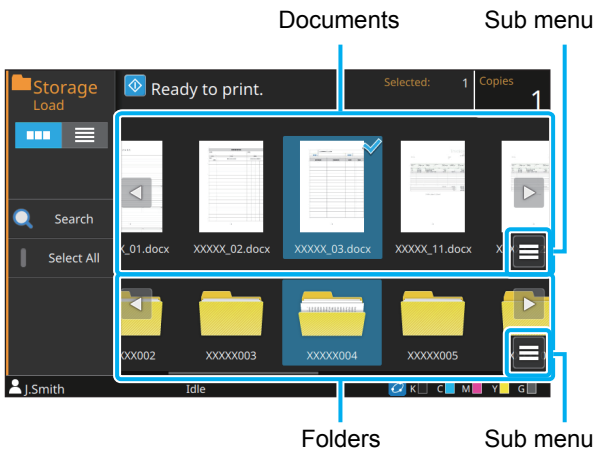 Documents Sub menu
Storage Ready to print. Selected: 1 Copies
Load 1
X_01.docx XXXXX_02.docx XXXXX_03.docx XXXXX_11.docx X
Search
Select All
XXX002 XXXXX003 XXXXX004 XXXXX005
J.Smith Idle K C M Y G
Folders Sub menu